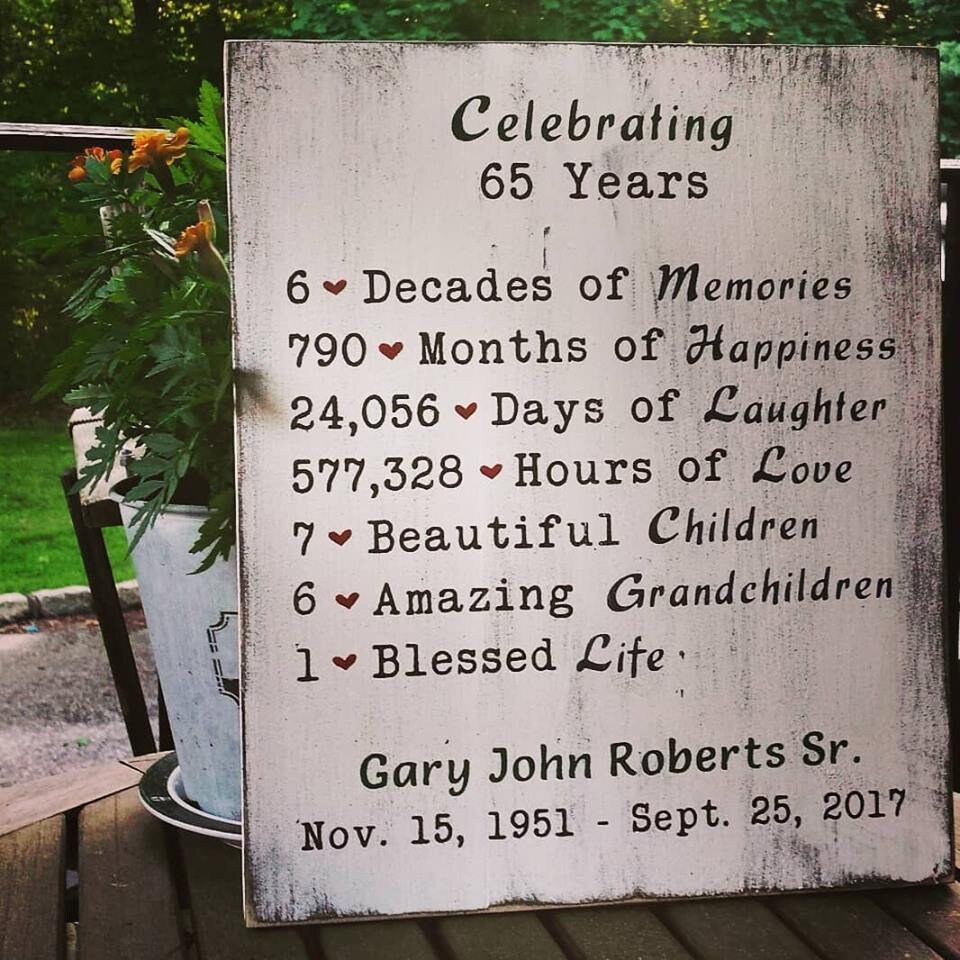 Celebrating
65 Years
6 ♥ Decades of Memories
790 ♥ Months of Happiness
24,056 ♥ Days of Laughter
577,328 ♥ Hours of Love
7 ♥ Beautiful Children
6 ♥ Amazing Grandchildren
1 ♥ Blessed Life
Gary John Roberts Sr.
Nov. 15, 1951 - Sept. 25, 2017